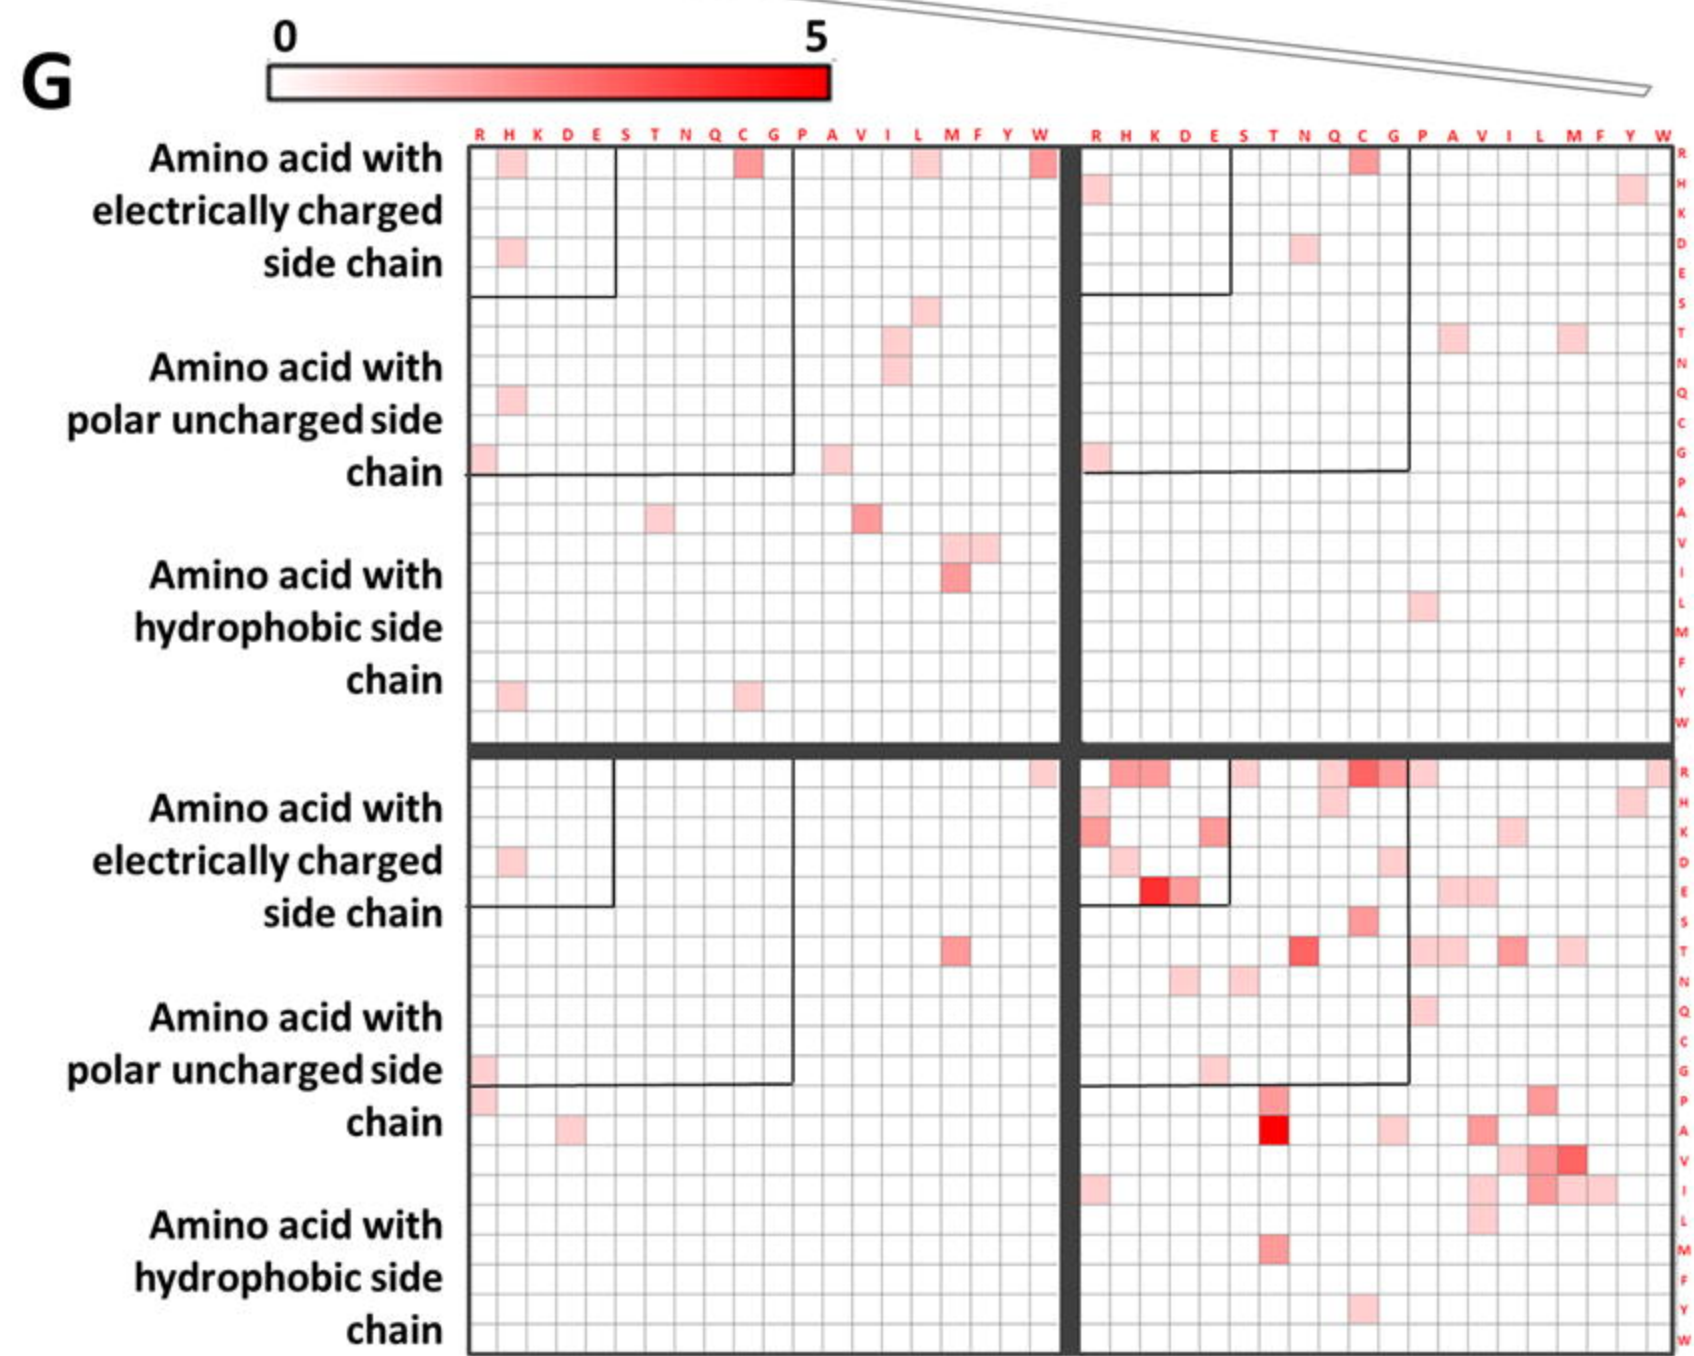 G
0 5
R H K D E S T N Q C G P A V I L M F Y W
R H K D E S T N Q C G P A V I L M F Y W
Amino acid with
electrically charged
side chain
Amino acid with
polar uncharged side
chain
Amino acid with
hydrophobic side
chain
R
H
K
D
E
S
T
N
Q
C
G
P
A
V
I
L
M
F
Y
W
Amino acid with
electrically charged
side chain
Amino acid with
polar uncharged side
chain
Amino acid with
hydrophobic side
chain
R
H
K
D
E
S
T
N
Q
C
G
P
A
V
I
L
M
F
Y
W